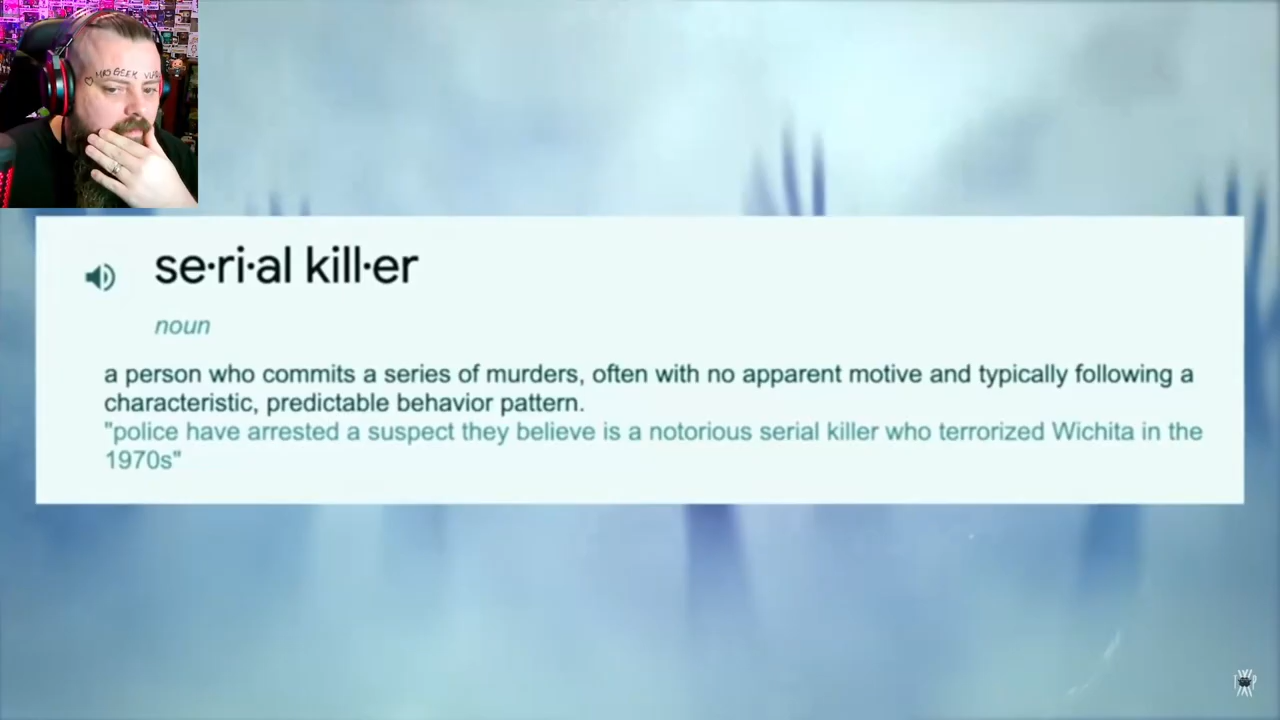 MAD GEEK
se·ri·al kill·er
noun
a person who commits a series of murders, often with no apparent motive and typically following a
characteristic, predictable behavior pattern.
"police have arrested a suspect they believe is a notorious serial killer who terrorized Wichita in the
1970s"